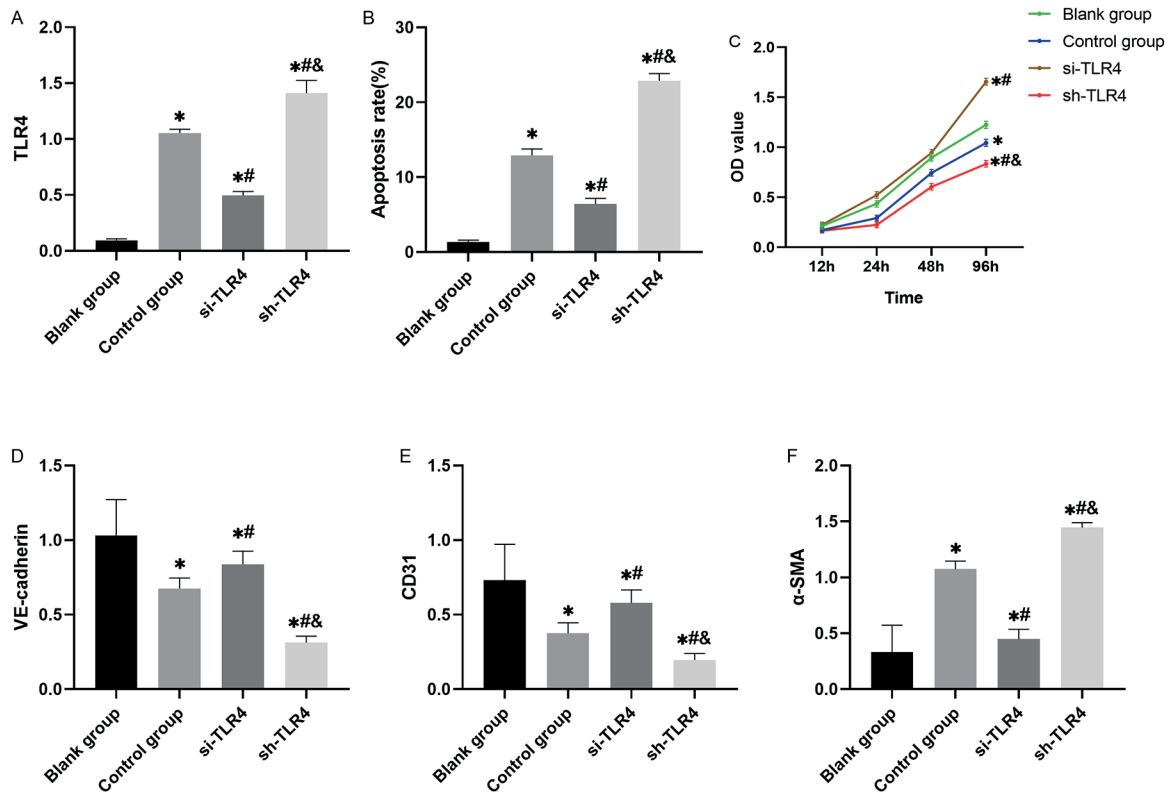 A
TLR4
2.0
1.5
1.0
0.5
0.0
*
*#
*#&
Blank group
Control group
si-TLR4
sh-TLR4
B
Apoptosis rate(%)
30
20
10
0
*
*#
*#&
Blank group
Control group
si-TLR4
sh-TLR4
C
OD value
2.0
1.5
1.0
0.5
0.0
12h
24h
48h
96h
Time
*#
*
*#&
Blank group
Control group
si-TLR4
sh-TLR4
D
VE-cadherin
1.5
1.0
0.5
0.0
*
*#
*#&
Blank group
Control group
si-TLR4
sh-TLR4
E
CD31
1.5
1.0
0.5
0.0
*
*#
*#&
Blank group
Control group
si-TLR4
sh-TLR4
F
α-SMA
2.0
1.5
1.0
0.5
0.0
*
*#
*#&
Blank group
Control group
si-TLR4
sh-TLR4